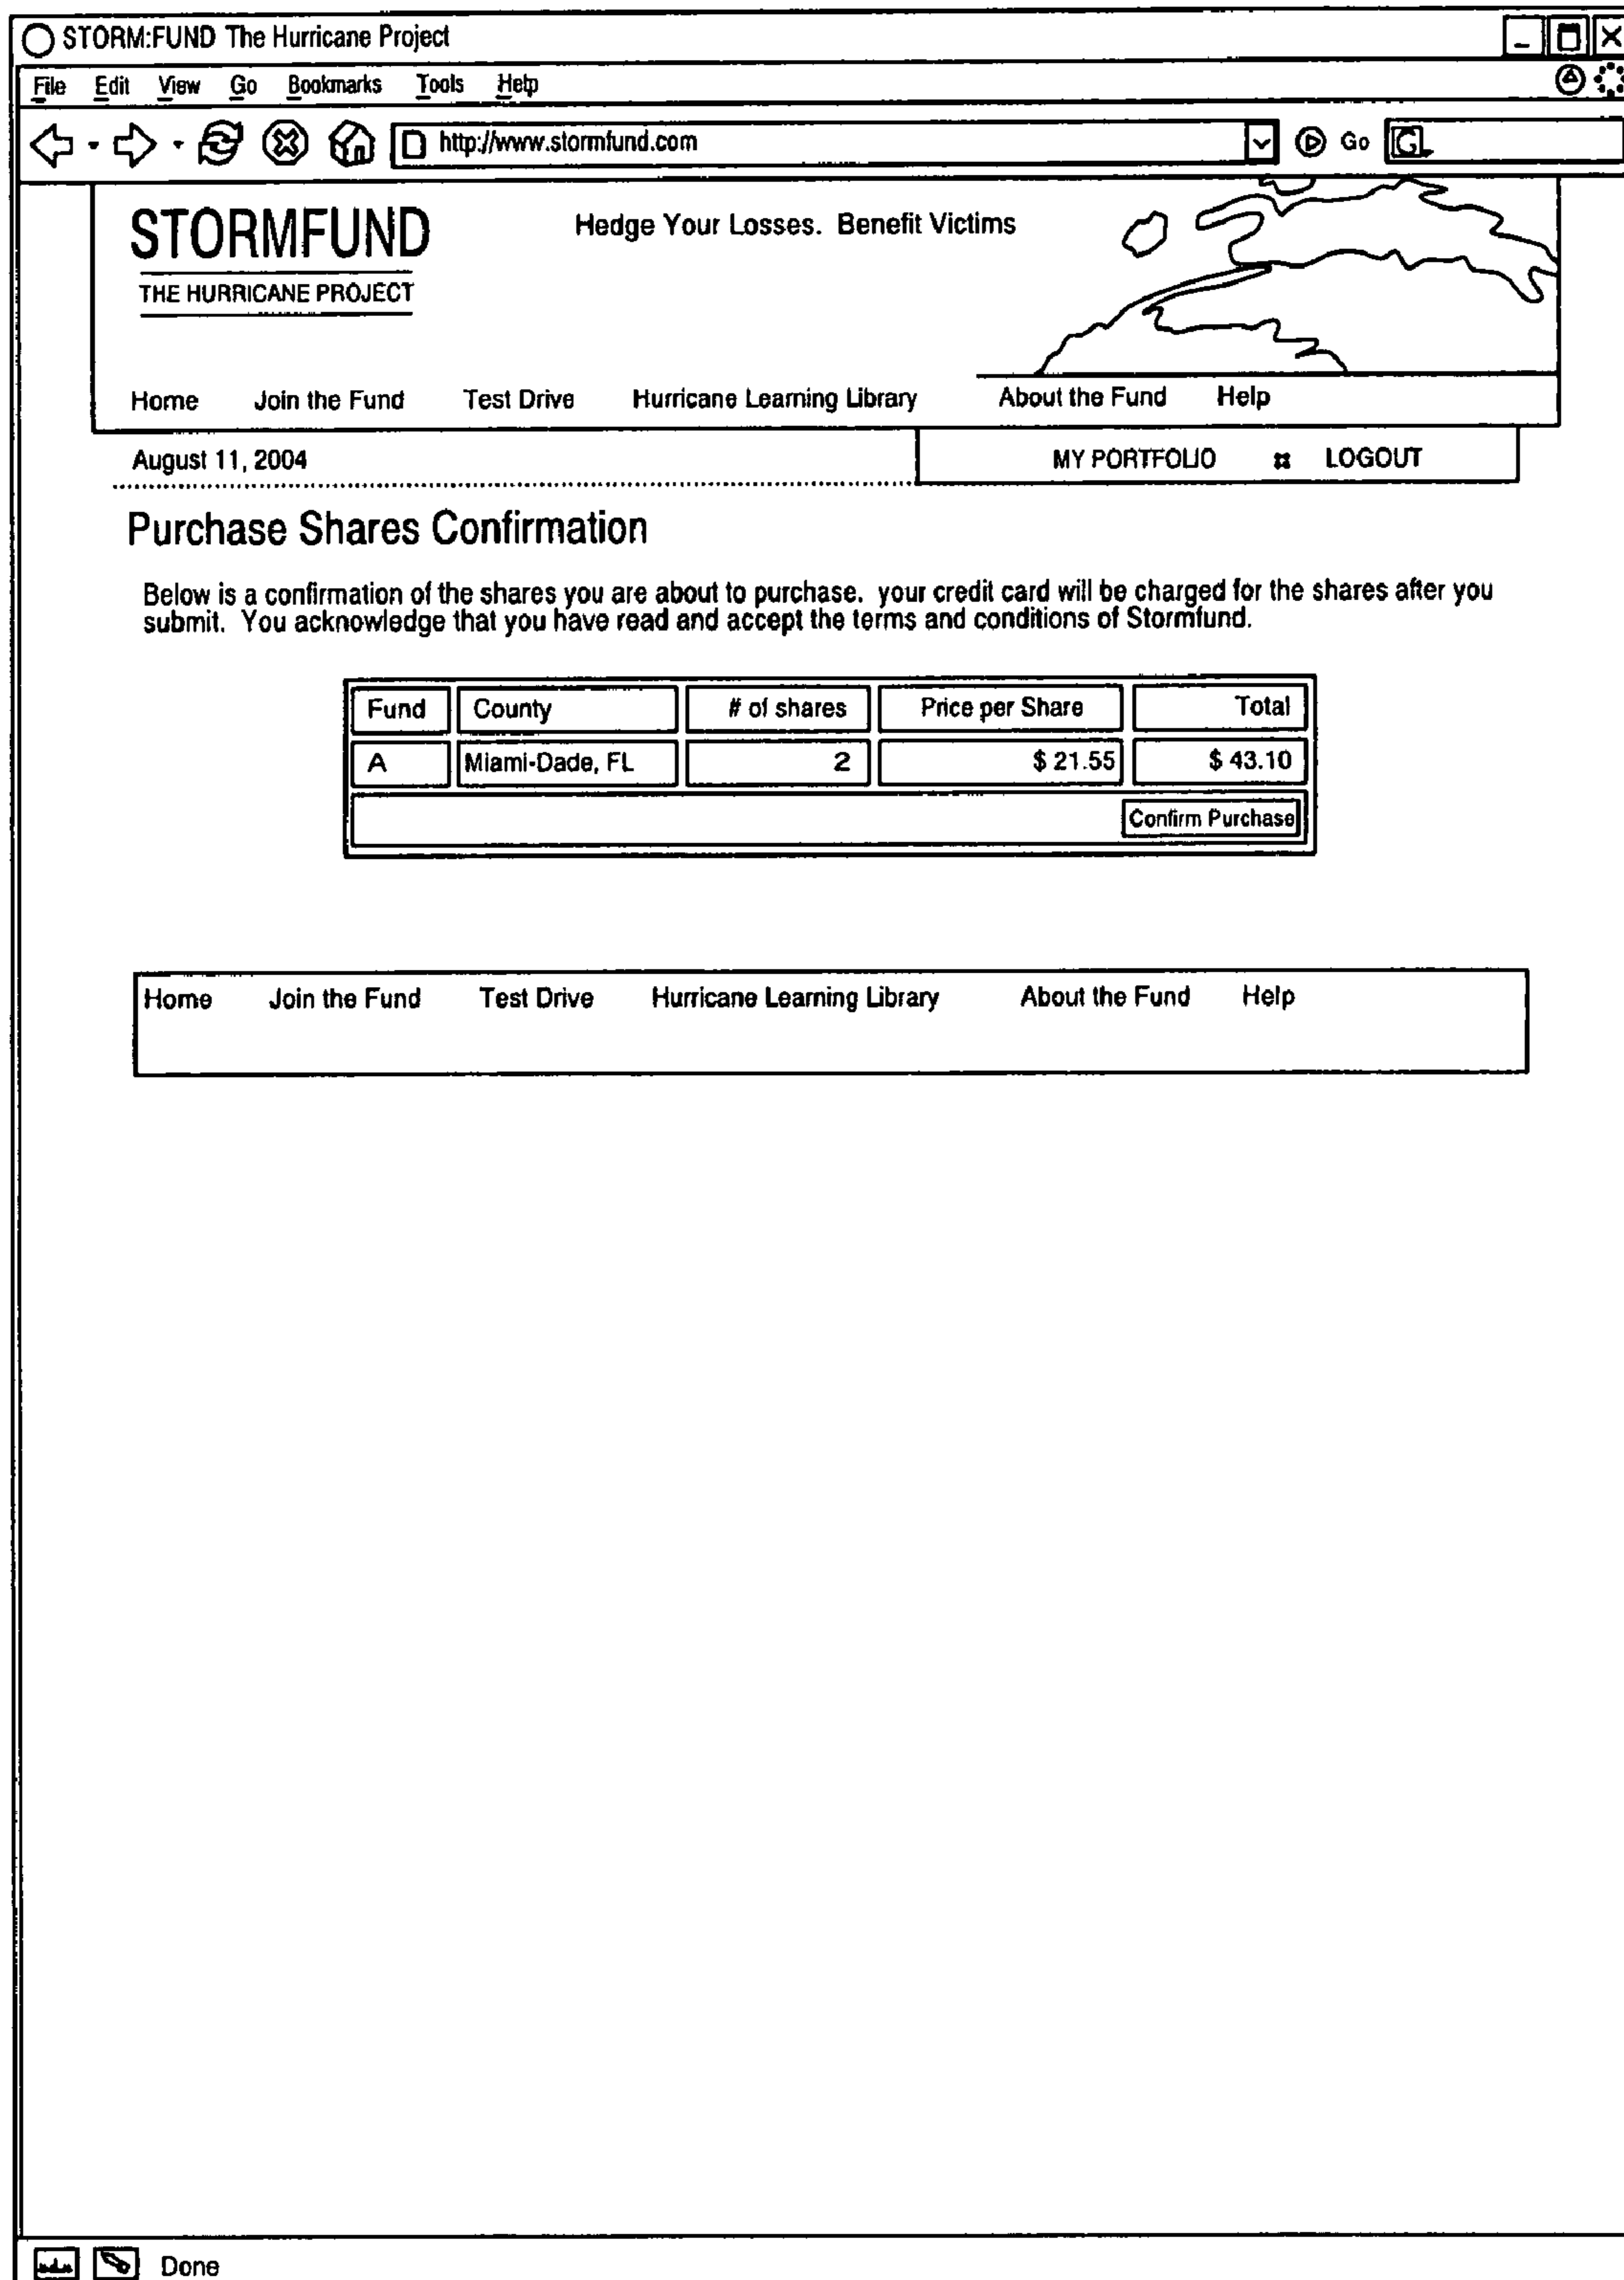 STORM:FUND The Hurricane Project
File Edit View Go Bookmarks Tools Help
http://www.stormfund.com Go G
STORMFUND Hedge Your Losses. Benefit Victims
THE HURRICANE PROJECT
Home Join the Fund Test Drive Hurricane Learning Library About the Fund Help
August 11, 2004 MY PORTFOLIO LOGOUT
Purchase Shares Confirmation
Below is a confirmation of the shares you are about to purchase. your credit card will be charged for the shares after you
submit. You acknowledge that you have read and accept the terms and conditions of Stormfund.
Fund County # of shares Price per Share Total
A Miami-Dade, FL 2 $ 21.55 $ 43.10
Confirm Purchase
Home Join the Fund Test Drive Hurricane Learning Library About the Fund Help
Done